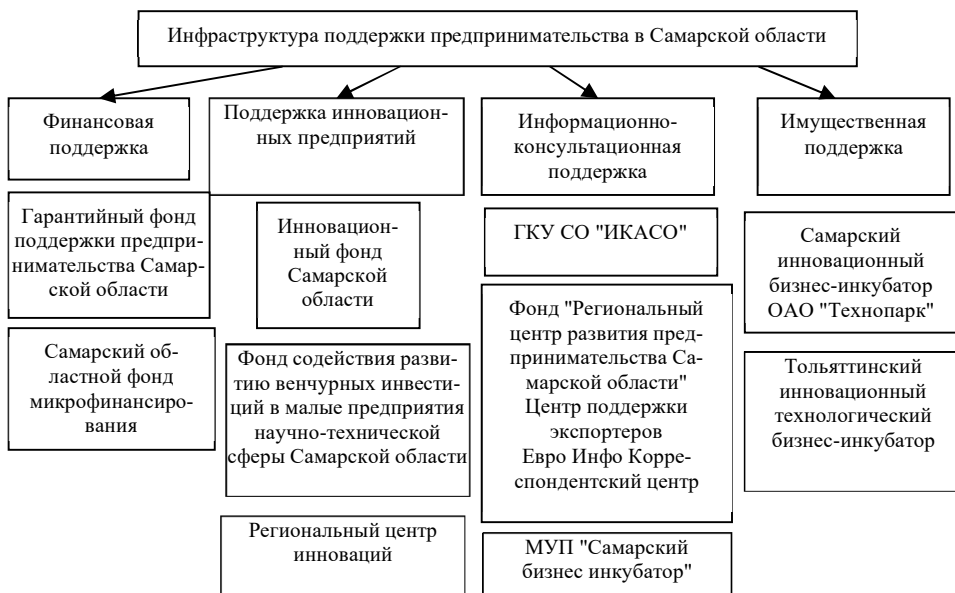 Инфраструктура поддержки предпринимательства в Самарской области
Финансовая
поддержка
Гарантийный фонд
поддержки предпри-
нимательства Самар-
ской области
Самарский об-
ластной фонд
микрофинансиро-
вания
Поддержка инновацион-
ных предприятий
Инновацион-
ный фонд
Самарской
области
Фонд содействия разви-
тию венчурных инвести-
ций в малые предприятия
научно-технической
сферы Самарской области
Региональный центр
инноваций
Информационно-
консультационная
поддержка
ГКУ СО "ИКАСО"
Фонд "Региональный
центр развития пред-
принимательства Са-
марской области"
Центр поддержки
экспортеров
Евро Инфо Корре-
спондентский центр
МУП "Самарский
бизнес инкубатор"
Имущественная
поддержка
Самарский
инновационный
бизнес-инкубатор
ОАО "Технопарк"
Тольяттинский
инновационный
технологический
бизнес-инкубатор